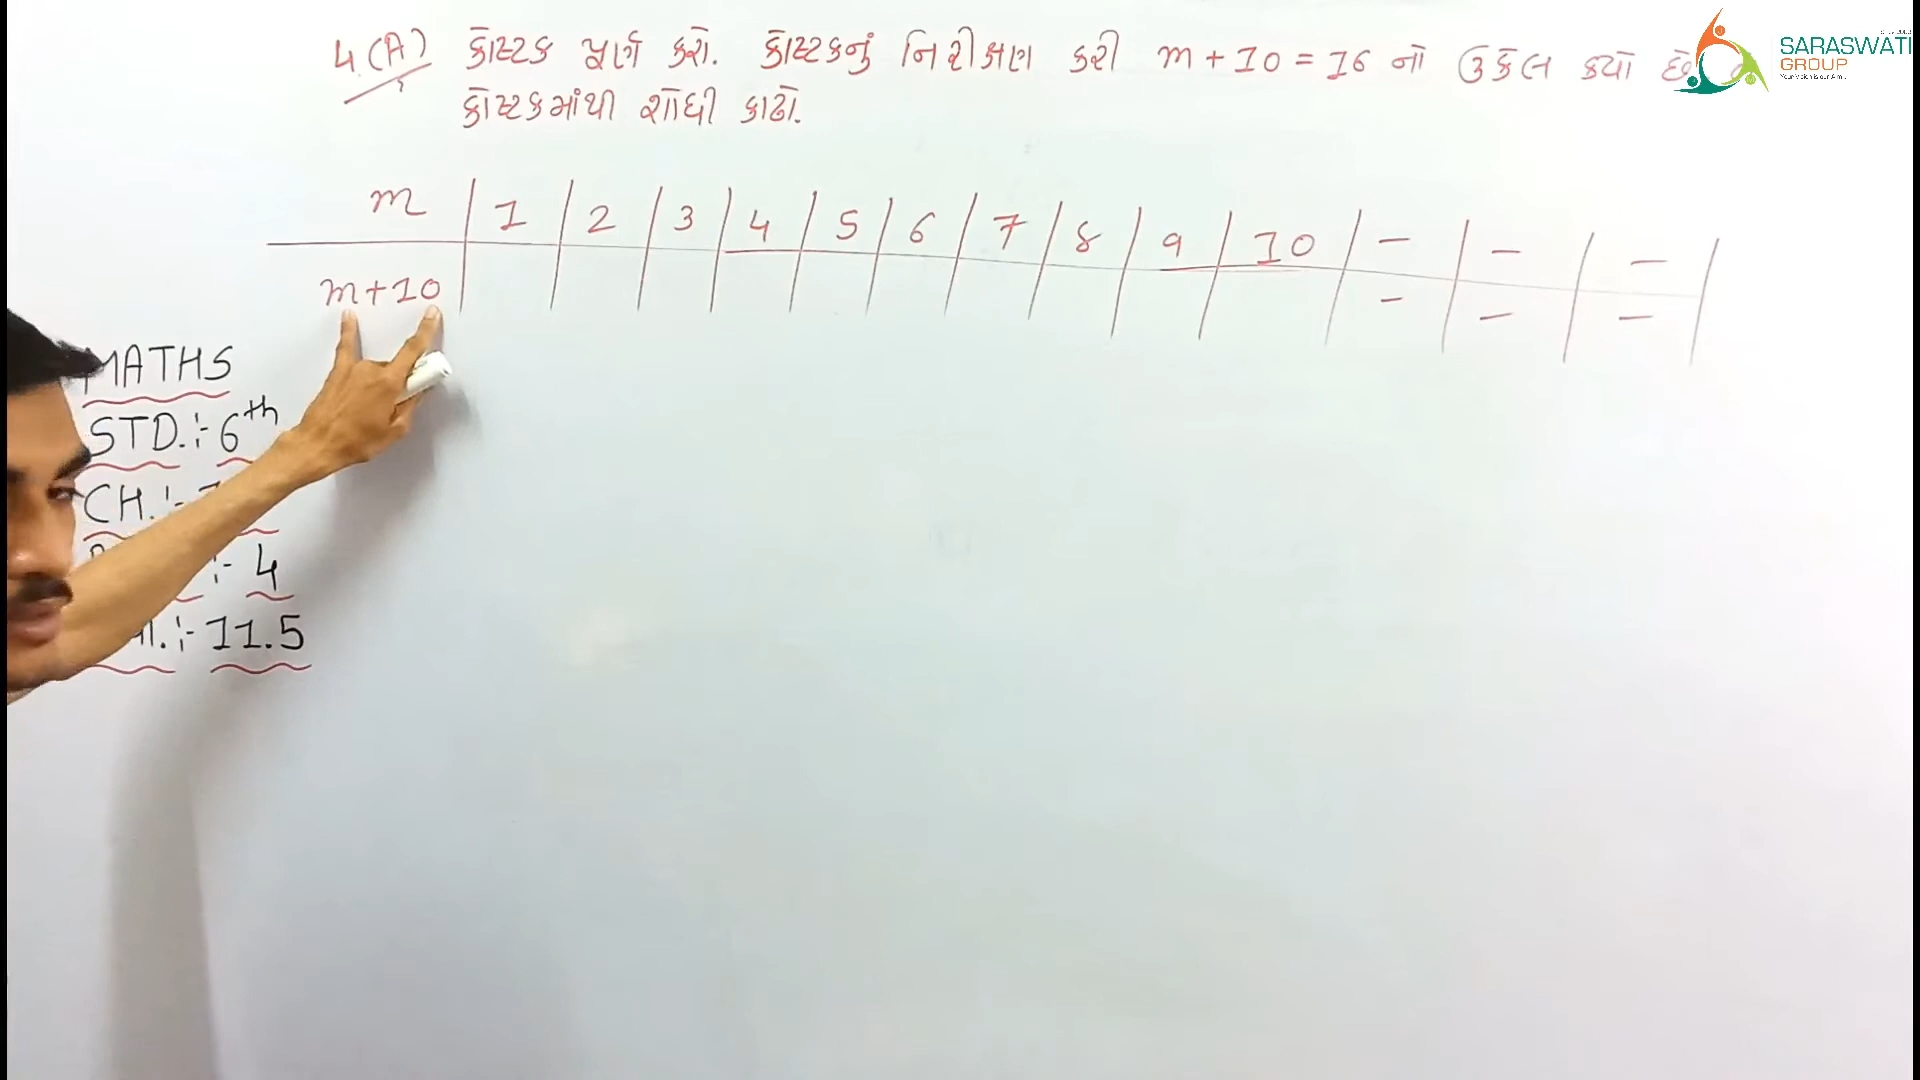 4.(A) કોષ્ટક પૂર્ણ કરો. કોષ્ટકનું નિરીક્ષણ કરી m + 10 = 16 નો ઉકેલ કયો છે
કોષ્ટકમાંથી શોધી કાઢો.
m 1 2 3 4 5 6 7 8 9 10 – – –
m+10 – – –
MATHS
STD.:- 6th
CH.:-
:- 4
:- 11.5
SARASWATI
GROUP